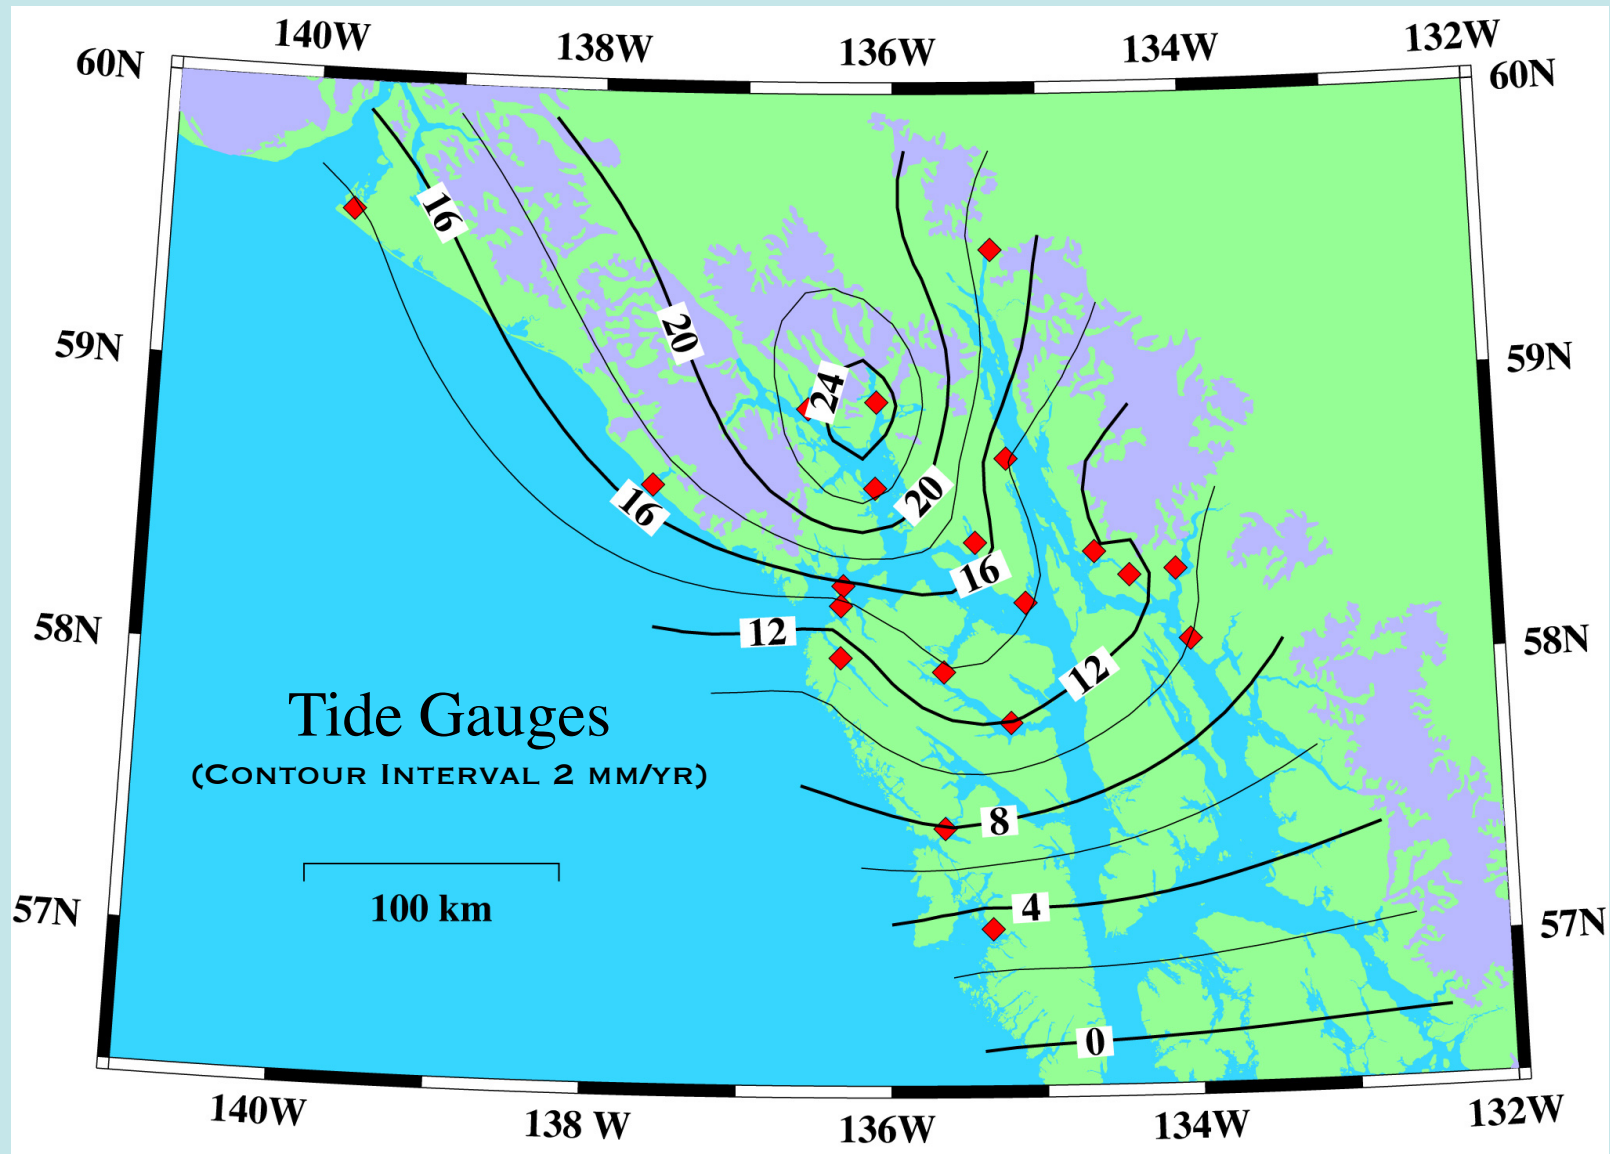 140W 138W 136W 134W 132W
60N 60N
16
20
59N 59N
24
20
16
16
58N 12 58N
12
Tide Gauges
(Contour Interval 2 mm/yr)
8
100 km 4
57N 57N
0
140W 138 W 136W 134W 132W